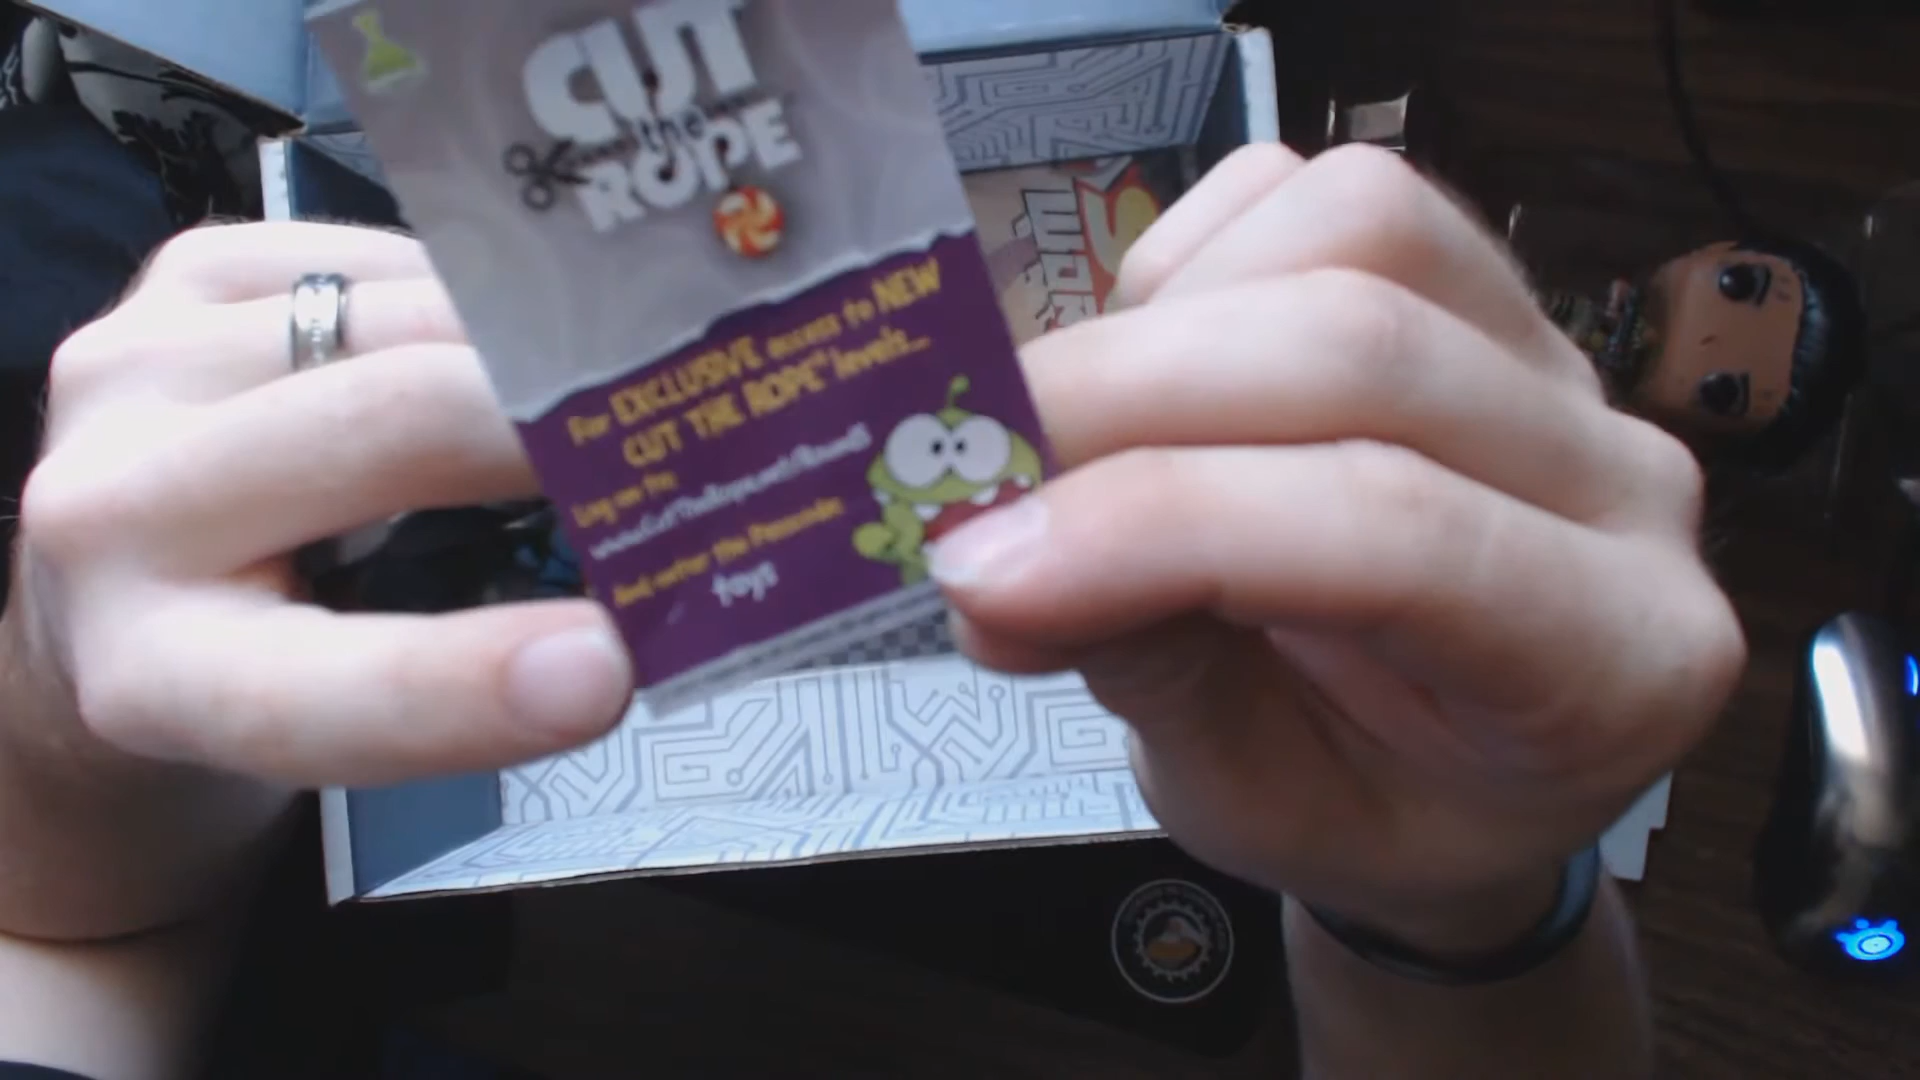 CUT
the
ROPE
For EXCLUSIVE access to NEW
CUT THE ROPE™ levels...
Log on to:
And enter the Passcode:
toys